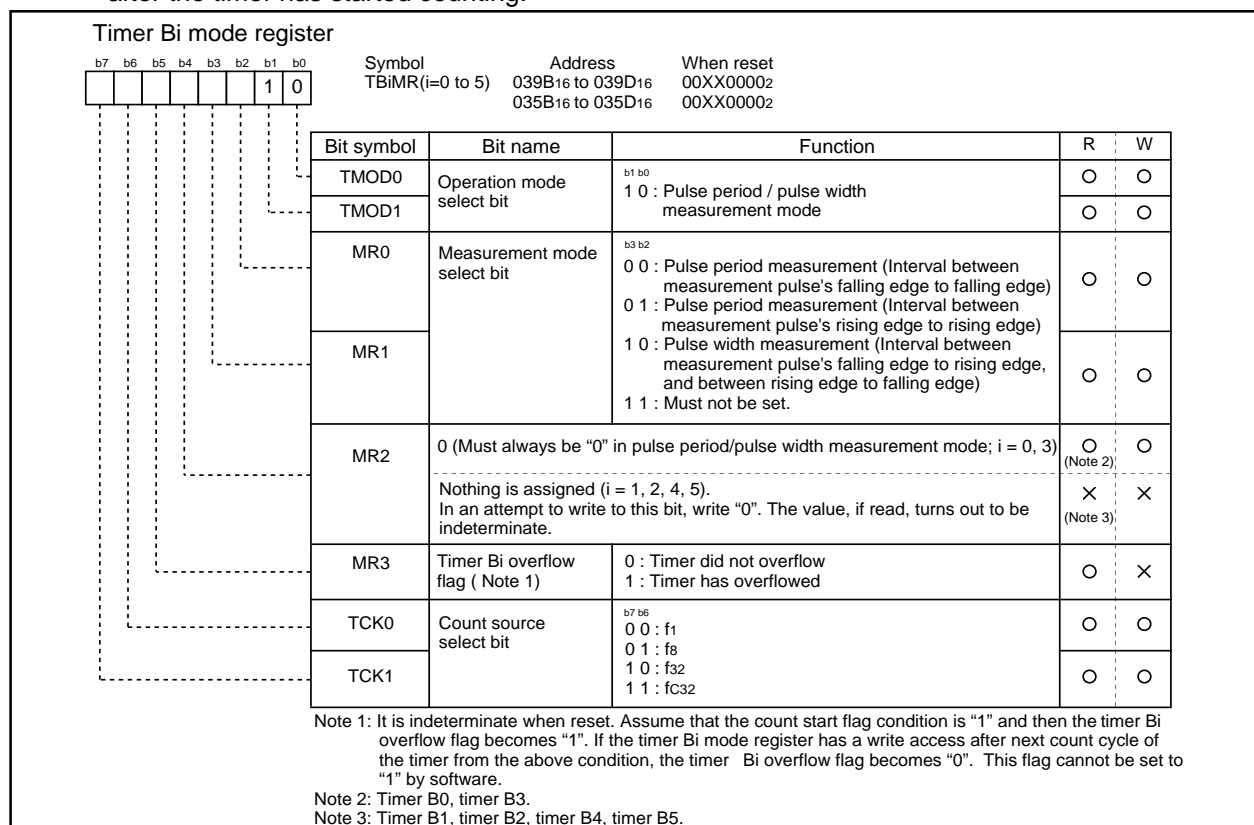 after the timer has started counting.
Timer Bi mode register
b7 b6 b5 b4 b3 b2 b1 b0
1 0
Symbol Address When reset
TBiMR(i=0 to 5) 039B16 to 039D16 00XX00002
035B16 to 035D16 00XX00002
Bit symbol Bit name Function R W
TMOD0
TMOD1
Operation mode
select bit
b1 b0
1 0 : Pulse period / pulse width
measurement mode
MR0
MR1
Measurement mode
select bit
b3 b2
0 0 : Pulse period measurement (Interval between
measurement pulse's falling edge to falling edge)
0 1 : Pulse period measurement (Interval between
measurement pulse's rising edge to rising edge)
1 0 : Pulse width measurement (Interval between
measurement pulse's falling edge to rising edge,
and between rising edge to falling edge)
1 1 : Must not be set.
MR2
0 (Must always be “0” in pulse period/pulse width measurement mode; i = 0, 3)
(Note 2)
Nothing is assigned (i = 1, 2, 4, 5).
In an attempt to write to this bit, write “0”. The value, if read, turns out to be
indeterminate.
(Note 3)
MR3
Timer Bi overflow
flag ( Note 1)
0 : Timer did not overflow
1 : Timer has overflowed
TCK0
TCK1
Count source
select bit
b7 b6
0 0 : f1
0 1 : f8
1 0 : f32
1 1 : fC32
Note 1: It is indeterminate when reset. Assume that the count start flag condition is “1” and then the timer Bi
overflow flag becomes “1”. If the timer Bi mode register has a write access after next count cycle of
the timer from the above condition, the timer Bi overflow flag becomes “0”. This flag cannot be set to
“1” by software.
Note 2: Timer B0, timer B3.
Note 3: Timer B1, timer B2, timer B4, timer B5.